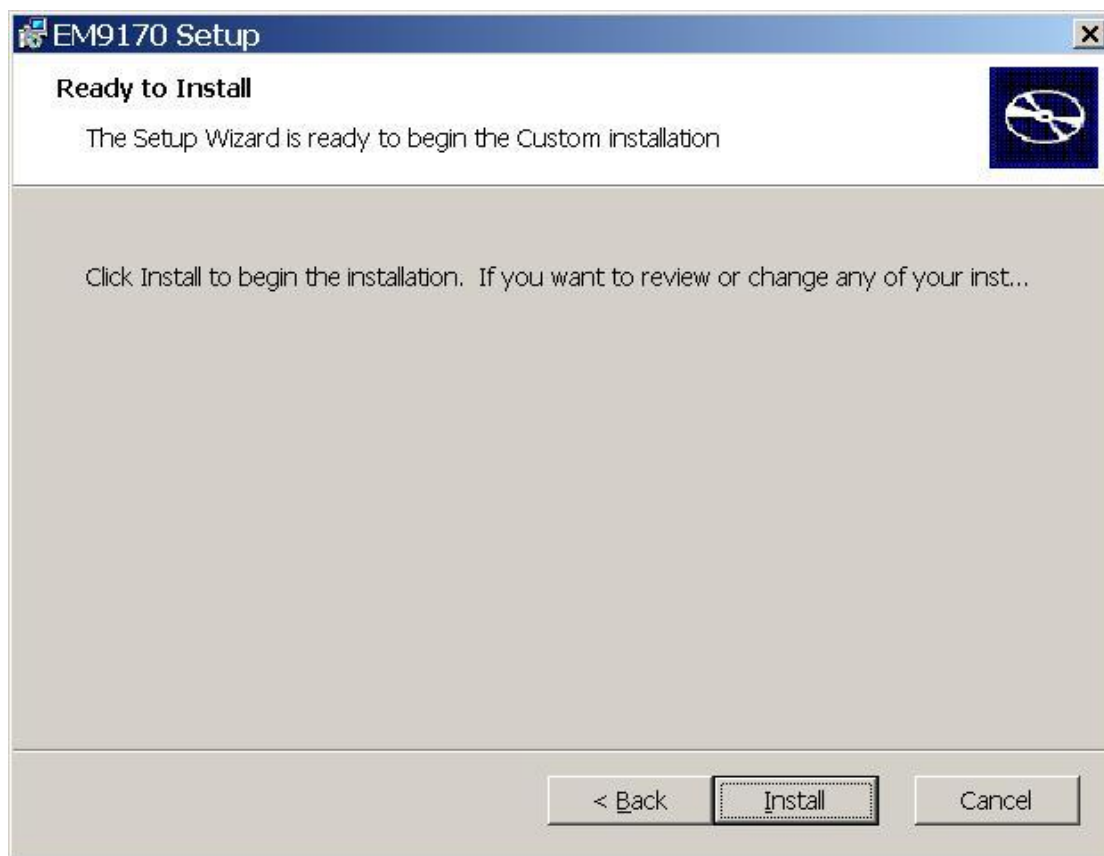 EM9170 Setup
Ready to Install
The Setup Wizard is ready to begin the Custom installation
Click Install to begin the installation.  If you want to review or change any of your inst...
< Back
Install
Cancel